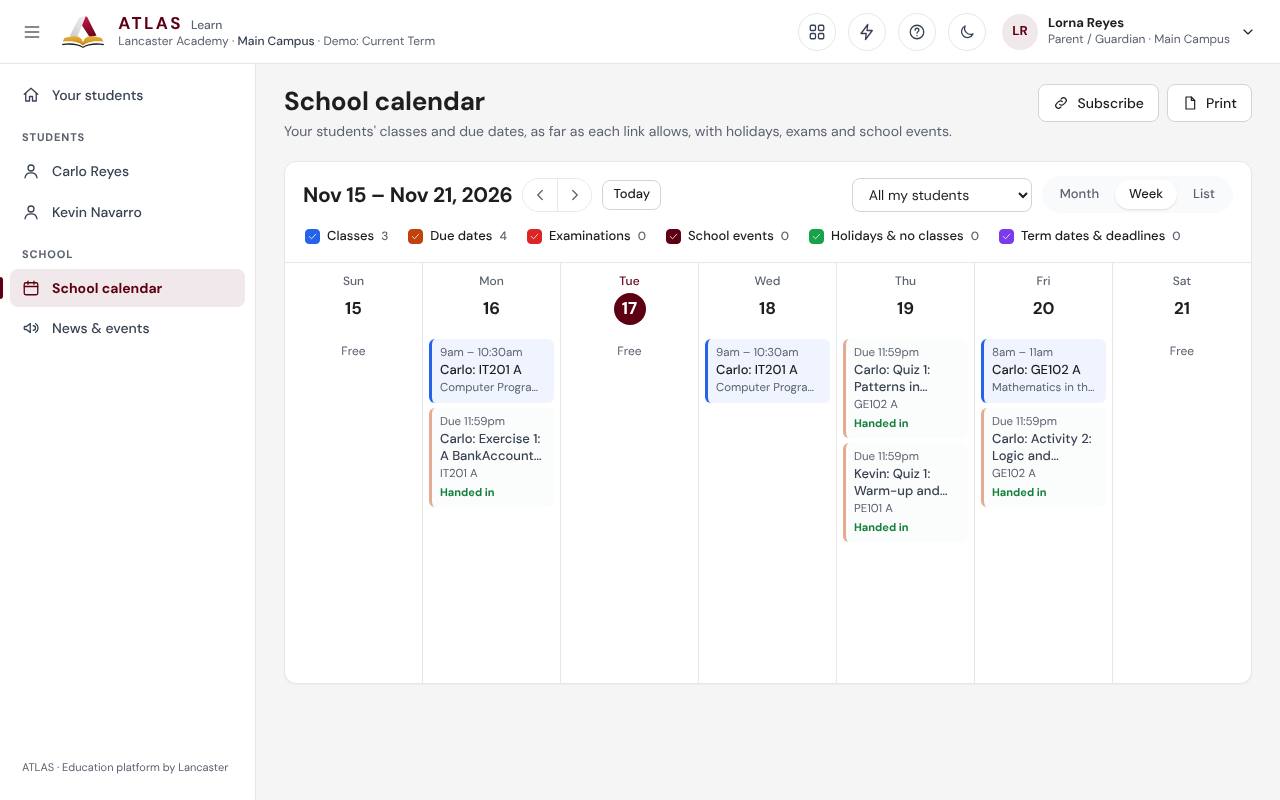 ATLAS Learn
Lancaster Academy · Main Campus · Demo: Current Term
LR
Lorna Reyes
Parent / Guardian · Main Campus
Your students
STUDENTS
Carlo Reyes
Kevin Navarro
SCHOOL
School calendar
News & events
ATLAS · Education platform by Lancaster
School calendar
Your students' classes and due dates, as far as each link allows, with holidays, exams and school events.
Subscribe
Print
Nov 15 – Nov 21, 2026
Today
All my students
Month
Week
List
Classes 3
Due dates 4
Examinations 0
School events 0
Holidays & no classes 0
Term dates & deadlines 0
Sun
15
Free
Mon
16
9am – 10:30am
Carlo: IT201 A
Computer Progra...
Due 11:59pm
Carlo: Exercise 1:
A BankAccount...
IT201 A
Handed in
Tue
17
Free
Wed
18
9am – 10:30am
Carlo: IT201 A
Computer Progra...
Thu
19
Due 11:59pm
Carlo: Quiz 1:
Patterns in...
GE102 A
Handed in
Due 11:59pm
Kevin: Quiz 1:
Warm-up and...
PE101 A
Handed in
Fri
20
8am – 11am
Carlo: GE102 A
Mathematics in th...
Due 11:59pm
Carlo: Activity 2:
Logic and...
GE102 A
Handed in
Sat
21
Free